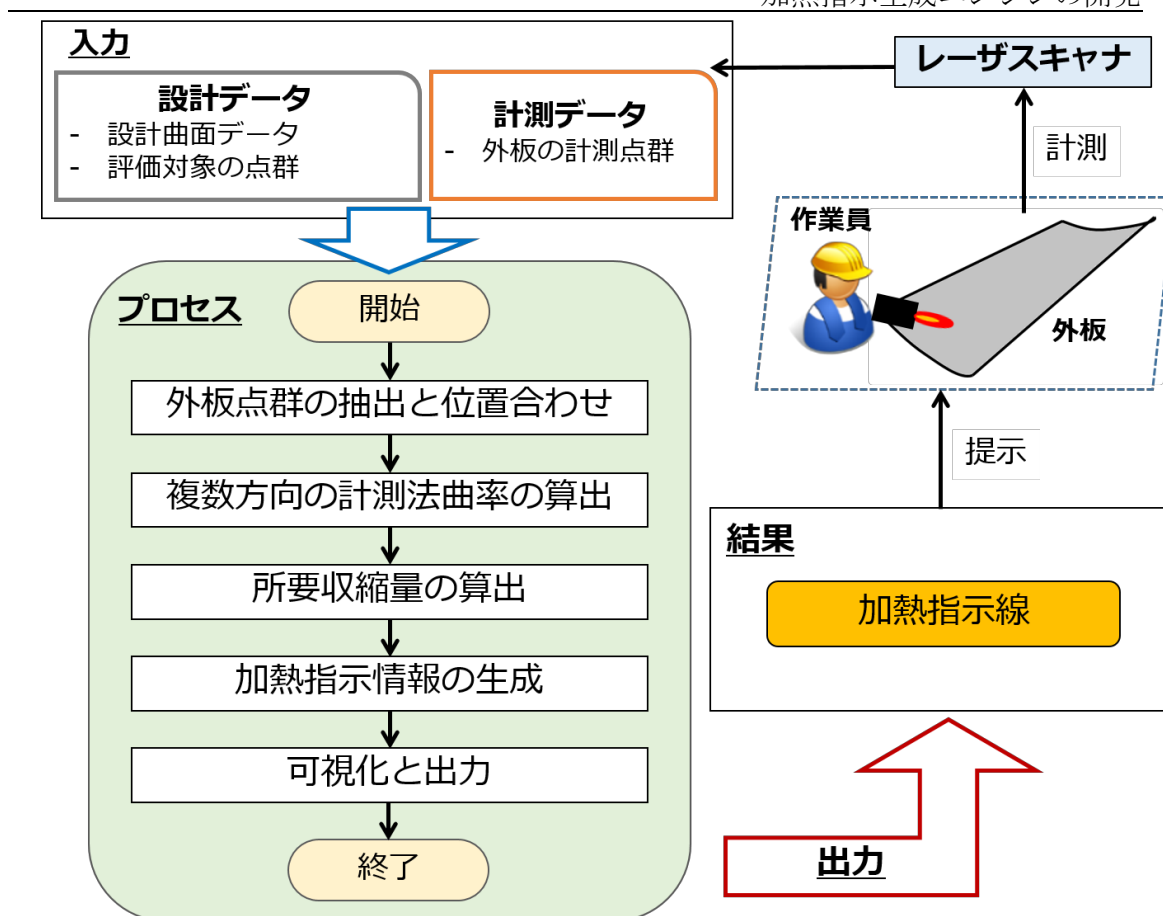 入力
設計データ
- 設計曲面データ
- 評価対象の点群
計測データ
- 外板の計測点群
レーザスキャナ
計測
作業員
外板
提示
プロセス
開始
外板点群の抽出と位置合わせ
複数方向の計測法曲率の算出
所要収縮量の算出
加熱指示情報の生成
可視化と出力
終了
結果
加熱指示線
出力